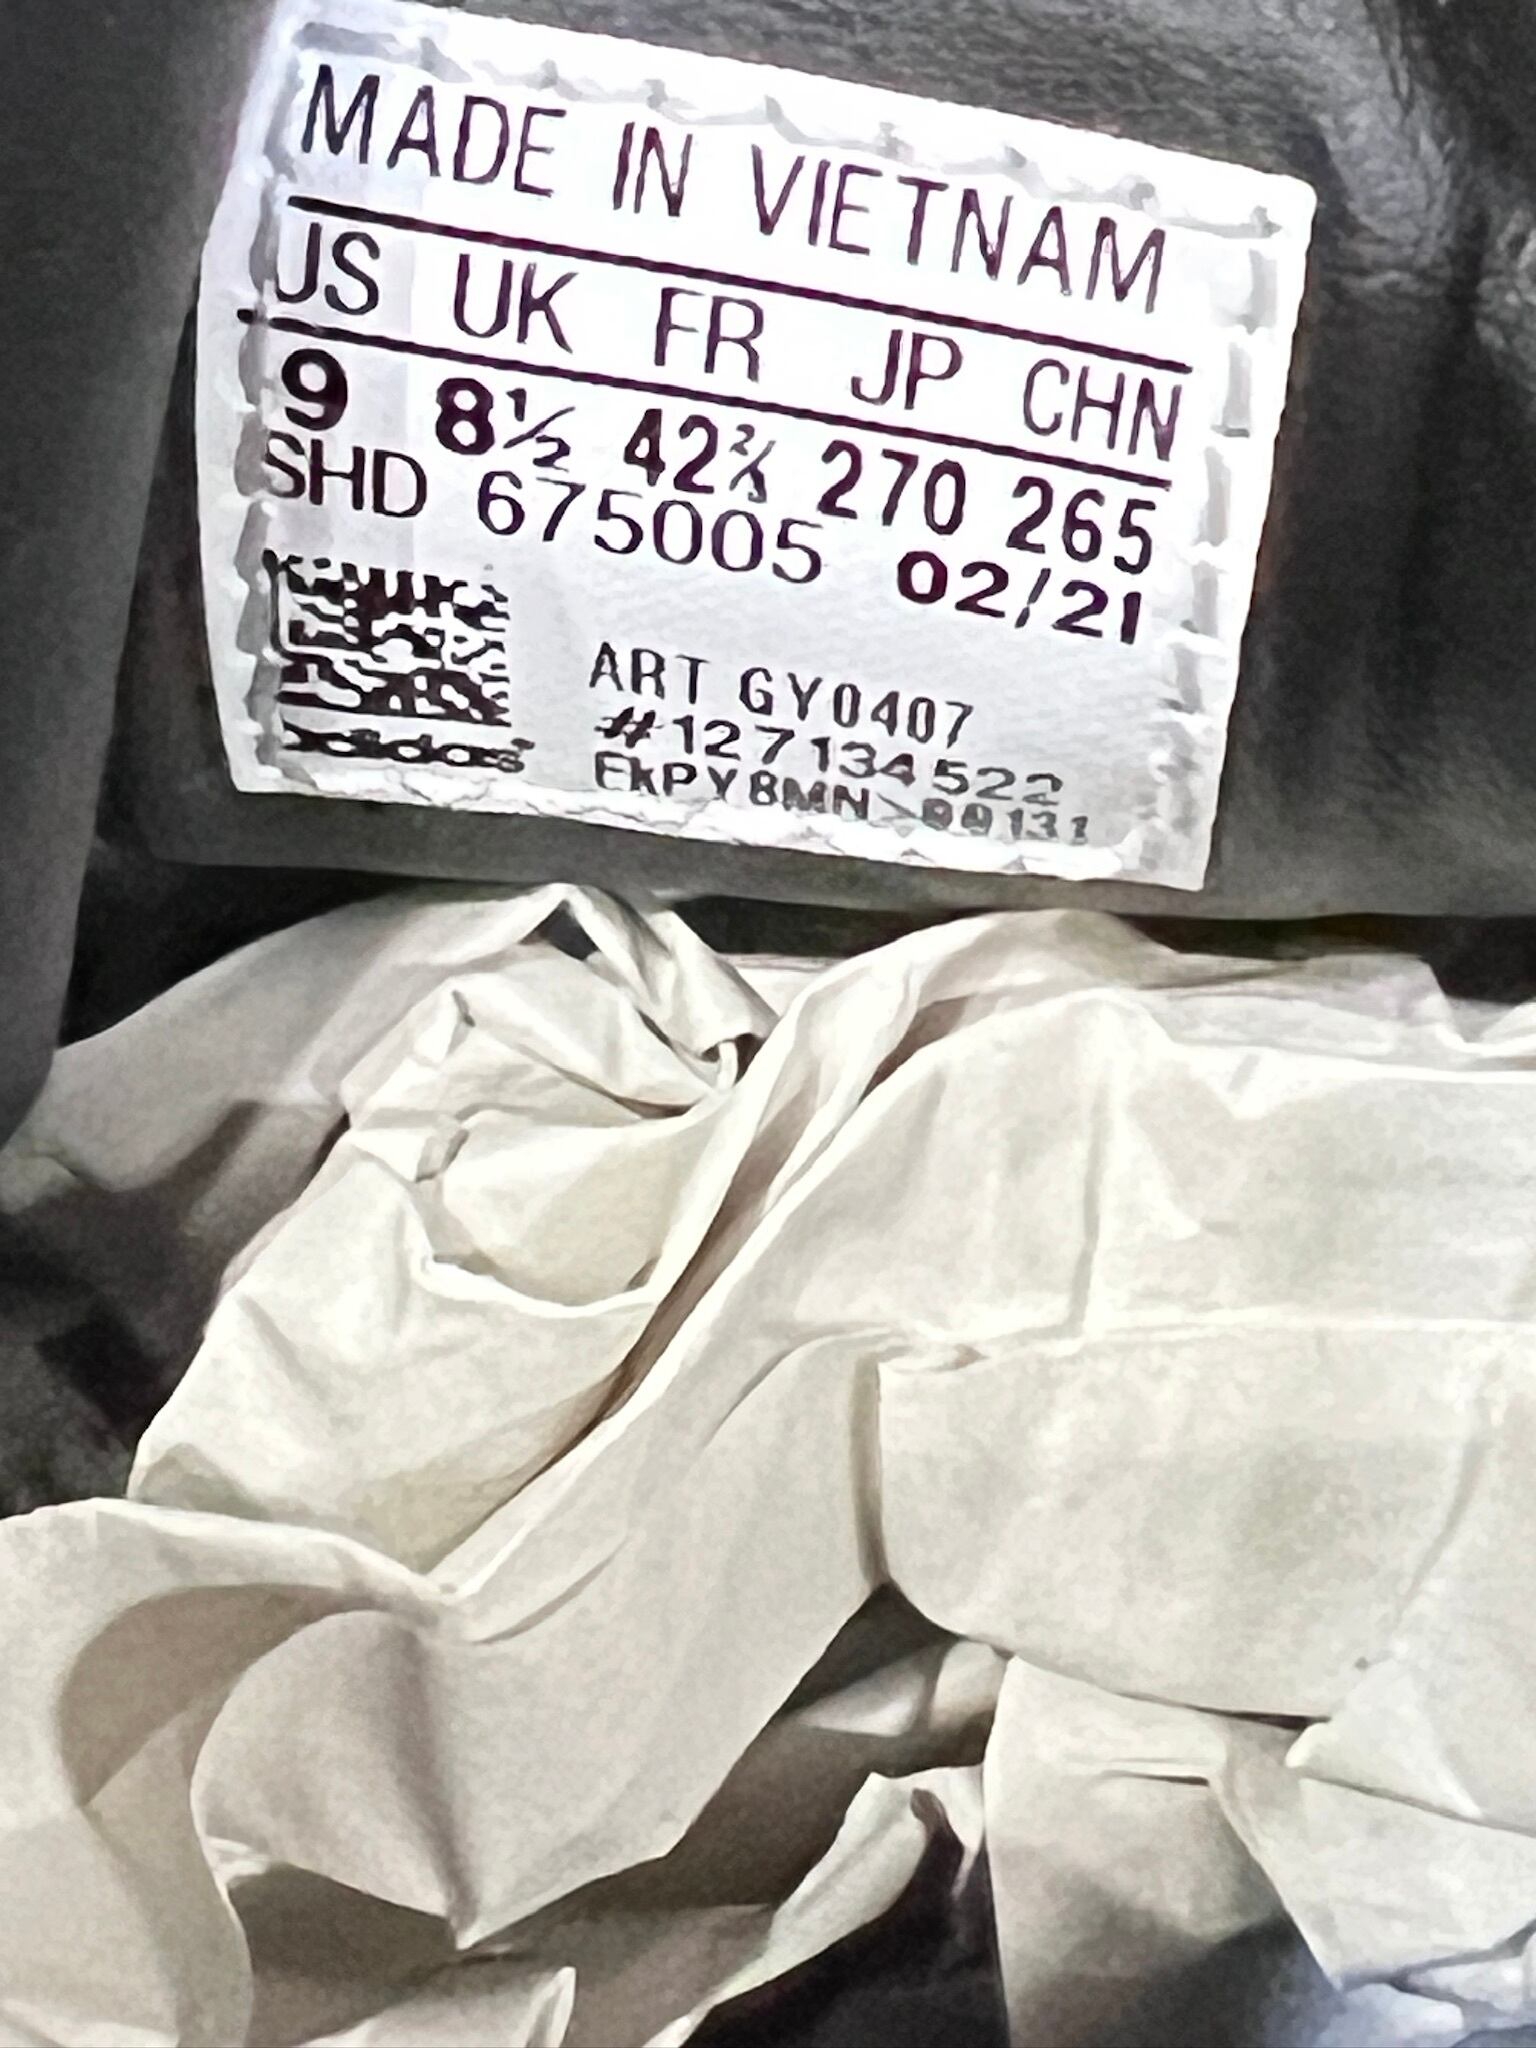 MADE IN VIETNAM
US UK FR JP CHN
9 8½ 42⅔ 270 265
SHD 675005 02/21
ART GY0407
#127134522
adidas